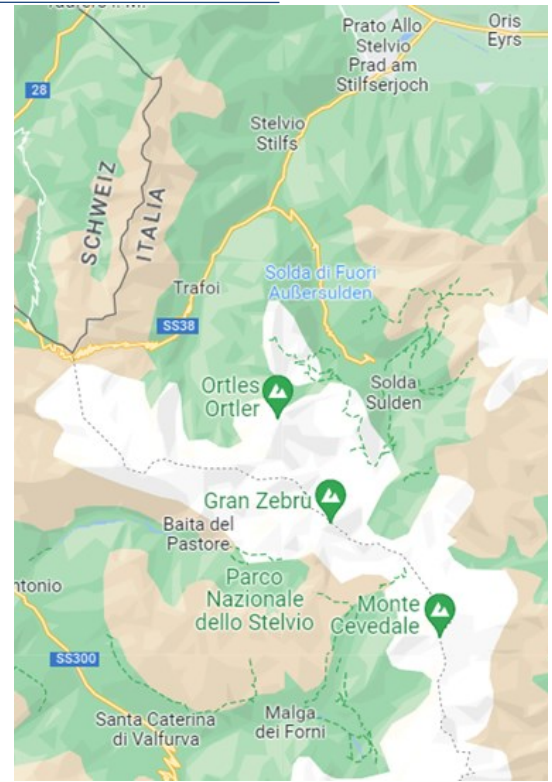 Prato Allo
Stelvio
Prad am
Stilfserjoch
Oris
Eyrs
28
Stelvio
Stilfs
SCHWEIZ
ITALIA
Solda di Fuori
Außersulden
Trafoi
SS38
Ortles
Ortler
Solda
Sulden
Gran Zebrù
Baita del
Pastore
Parco
Nazionale
dello Stelvio
Monte
Cevedale
ntonio
SS300
Santa Caterina
di Valfurva
Malga
dei Forni